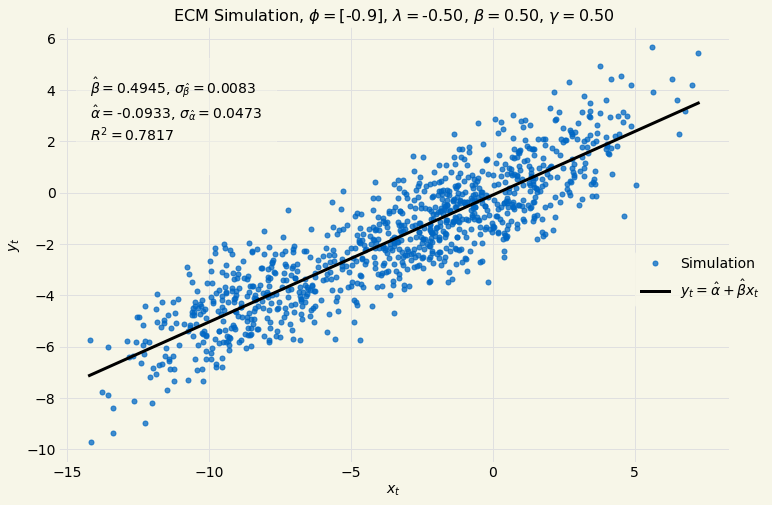 ECM Simulation, ϕ = [-0.9], λ = -0.50, β = 0.50, γ = 0.50
6
4
2
0
−2
−4
−6
−8
−10
y_t
β̂ = 0.4945, σ_β̂ = 0.0083
α̂ = -0.0933, σ_α̂ = 0.0473
R² = 0.7817
Simulation
y_t = α̂ + β̂x_t
−15 −10 −5 0 5
x_t